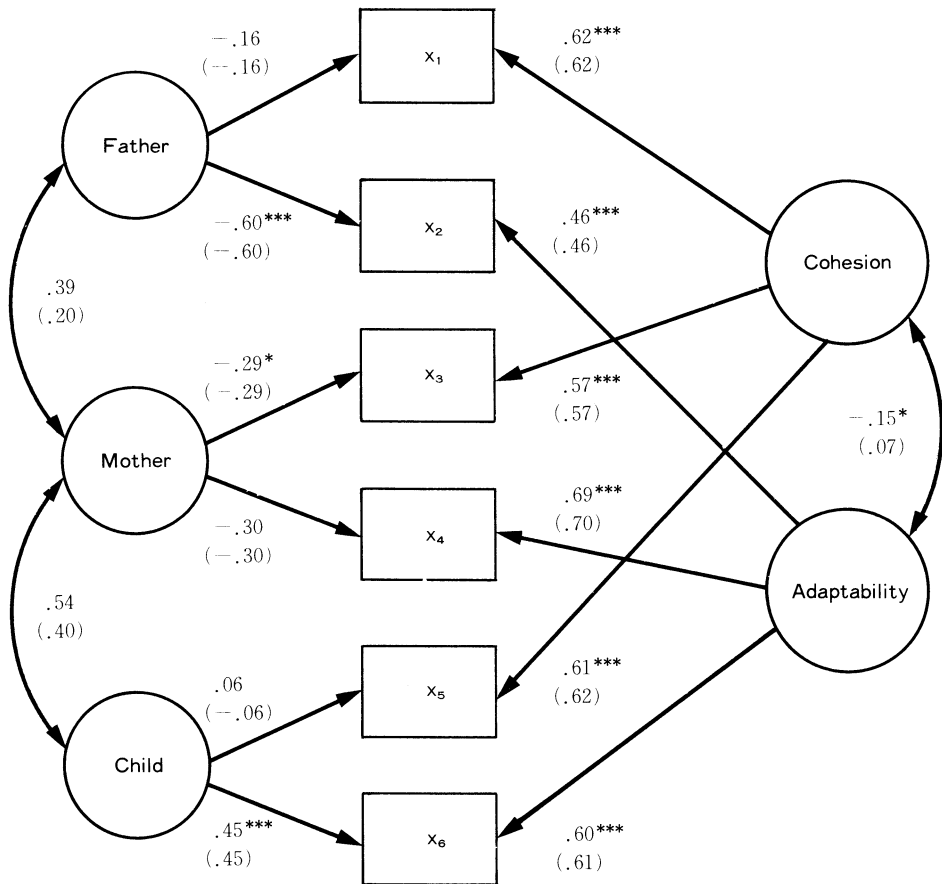 −.16
(−.16)
x₁
.62***
(.62)
Father
−.60***
(−.60)
x₂
.46***
(.46)
Cohesion
.39
(.20)
−.29*
(−.29)
x₃
.57***
(.57)
−.15*
(.07)
Mother
−.30
(−.30)
x₄
.69***
(.70)
Adaptability
.54
(.40)
.06
(−.06)
x₅
.61***
(.62)
Child
.45***
(.45)
x₆
.60***
(.61)